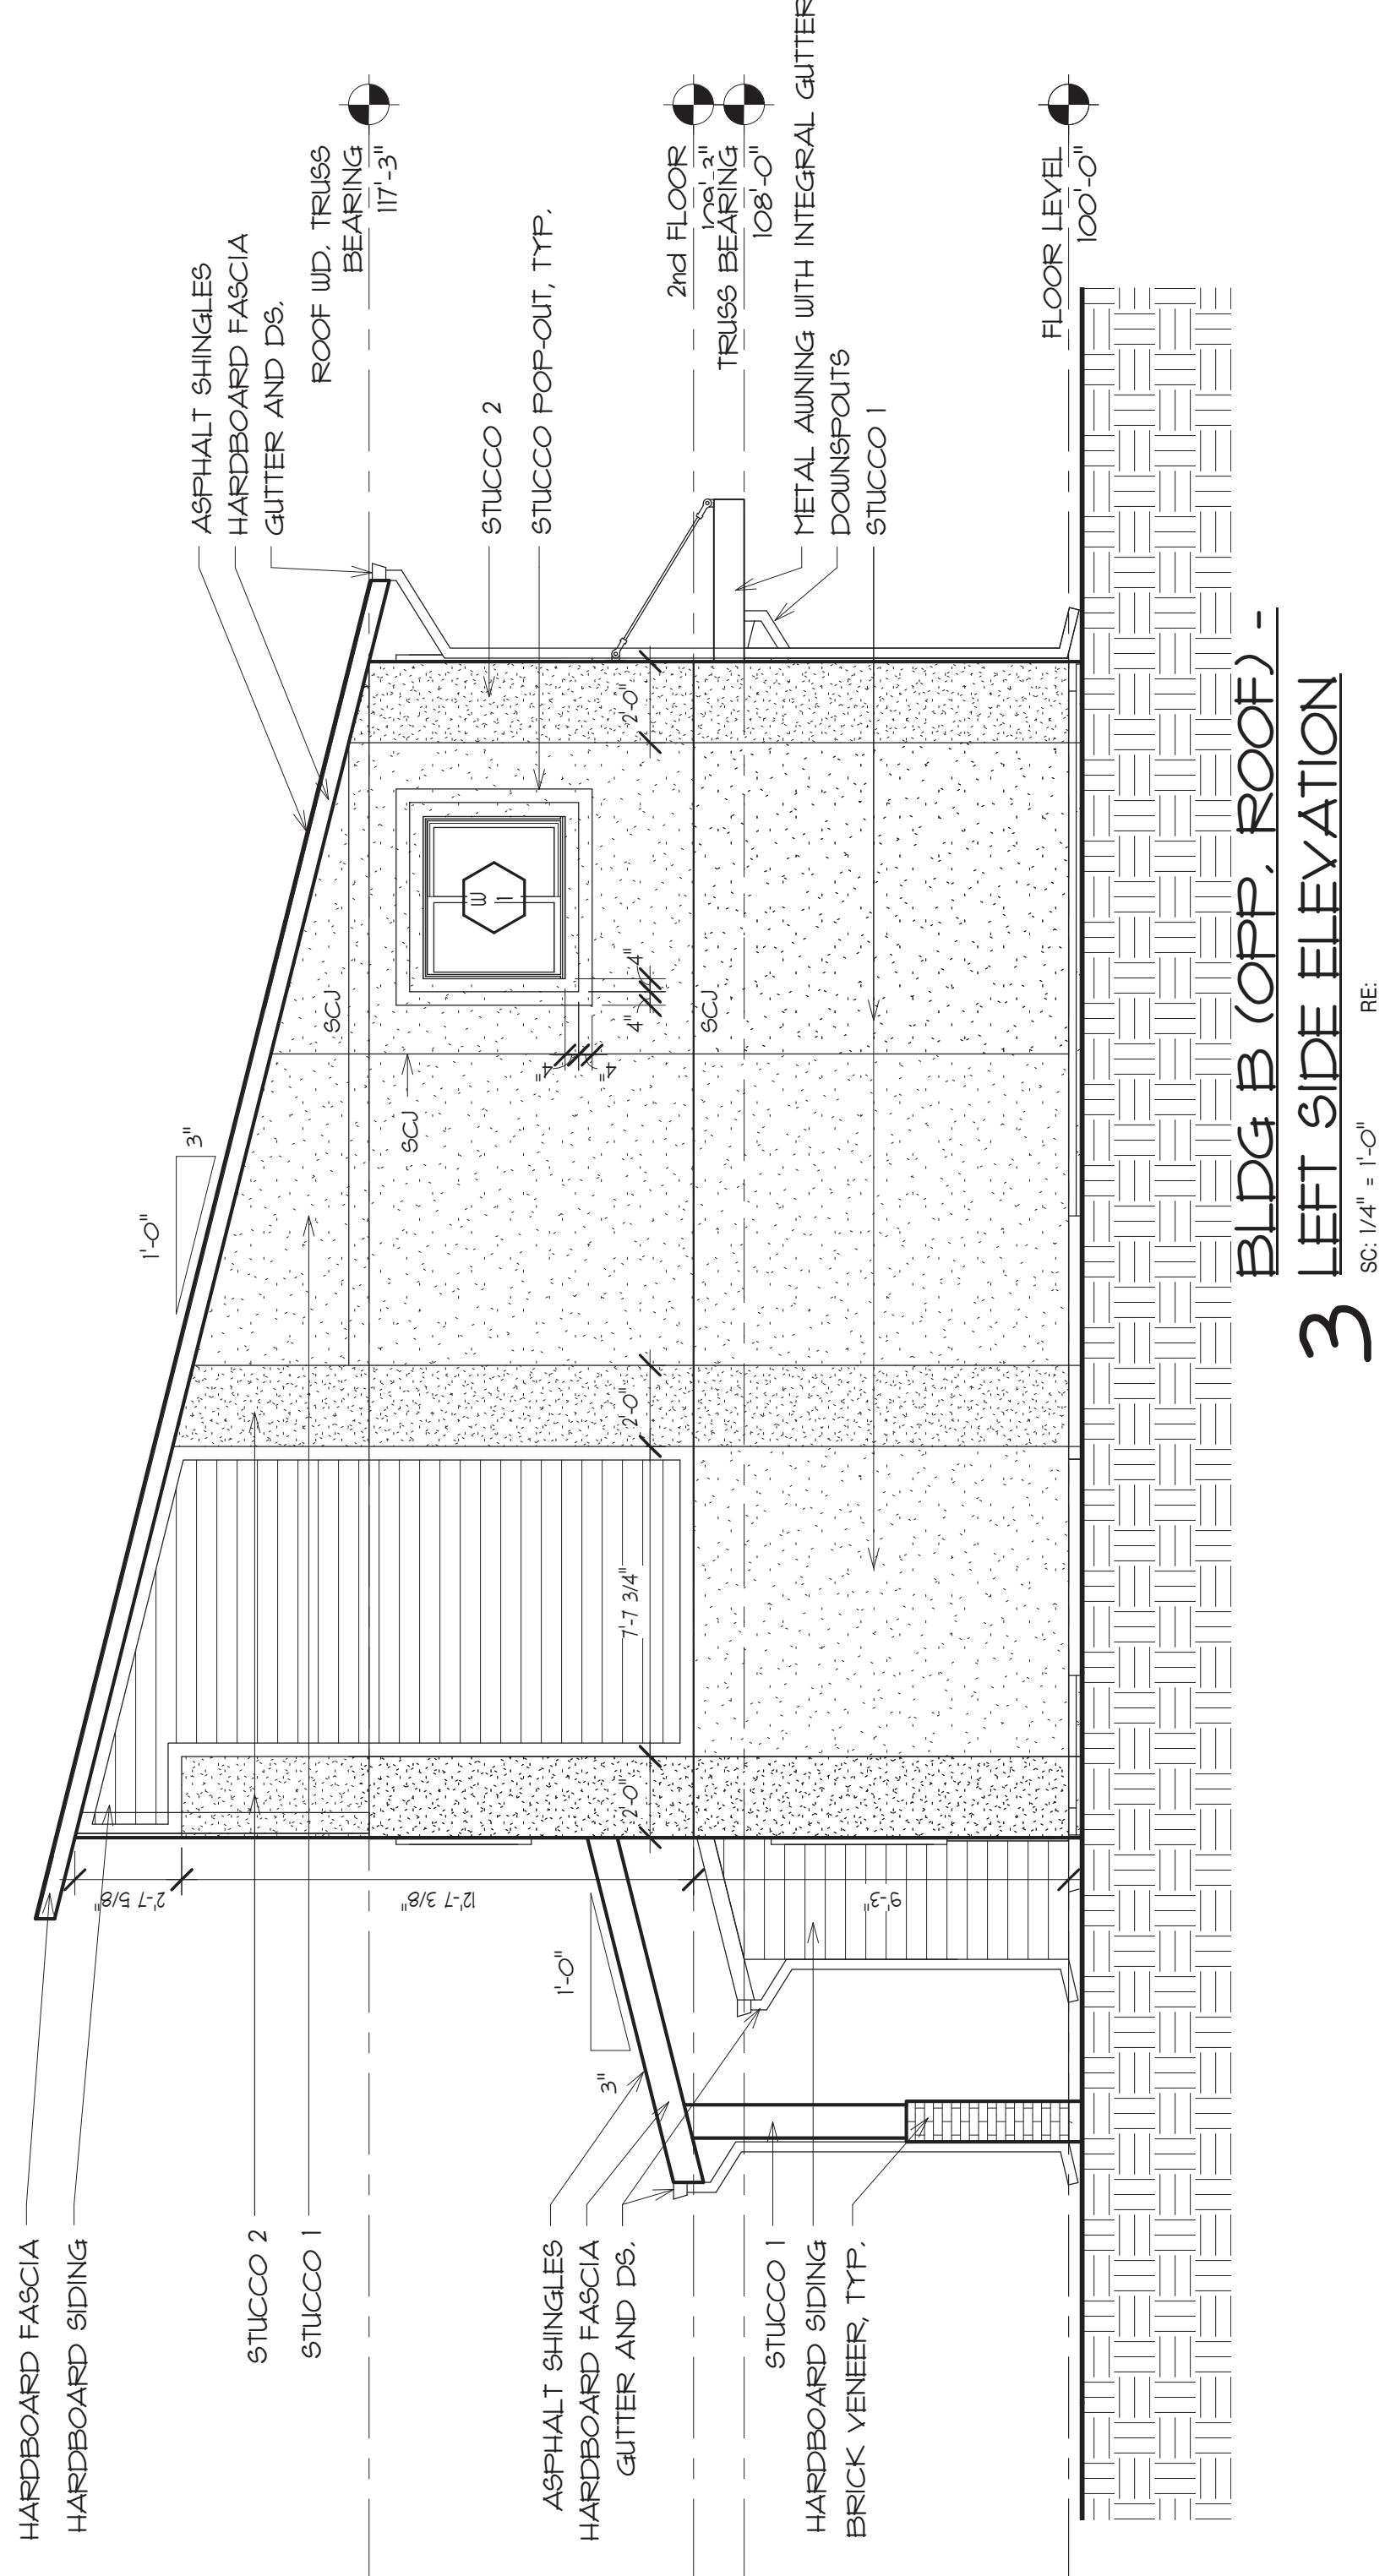 HARDBOARD FASCIA
HARDBOARD SIDING
STUCCO 2
STUCCO 1
ASPHALT SHINGLES
HARDBOARD FASCIA
GUTTER AND DS.
STUCCO 1
HARDBOARD SIDING
BRICK VENEER, TYP.
1'-0"
3"
2'-7 5/8"
12'-7 3/8"
9'-3"
1'-0"
3"
2'-0"
7'-7 3/4"
2'-0"
2'-0"
SCJ
SCJ
SCJ
W
1
4"
4"
4"
4"
ASPHALT SHINGLES
HARDBOARD FASCIA
GUTTER AND DS.
STUCCO 2
STUCCO POP-OUT, TYP.
METAL AWNING WITH INTEGRAL GUTTER
DOWNSPOUTS
STUCCO 1
ROOF WD. TRUSS
BEARING
117'-3"
2nd FLOOR
109'-3"
TRUSS BEARING
108'-0"
FLOOR LEVEL
100'-0"
3
BLDG B (OPP. ROOF) -
LEFT SIDE ELEVATION
SC: 1/4" = 1'-0" RE: